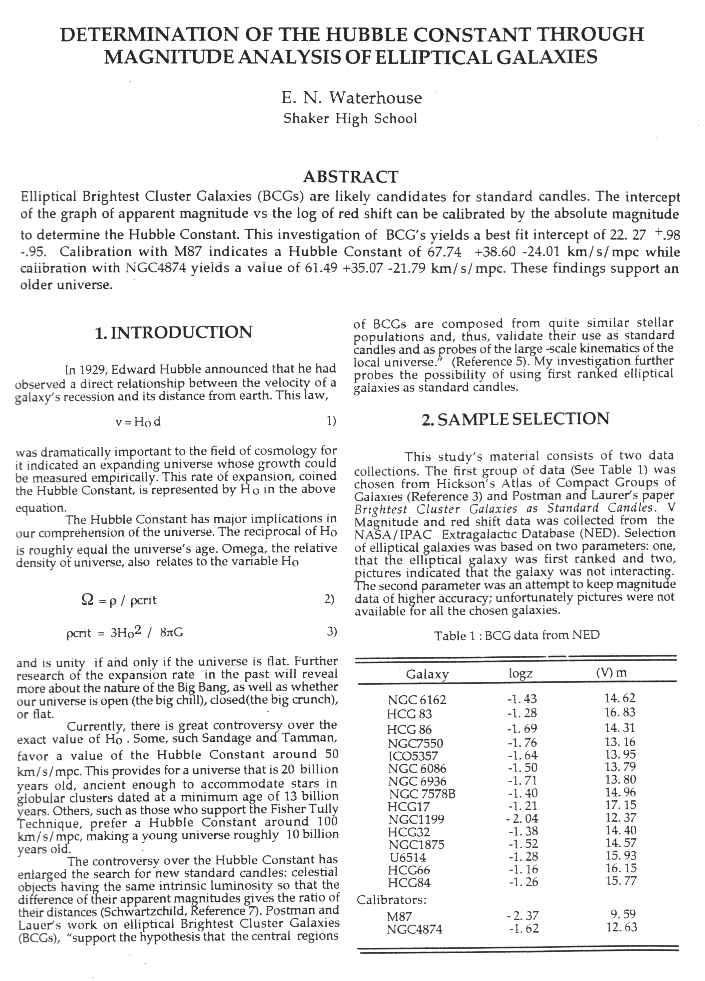 DETERMINATION OF THE HUBBLE CONSTANT THROUGH
MAGNITUDE ANALYSIS OF ELLIPTICAL GALAXIES
E. N. Waterhouse
Shaker High School
ABSTRACT
Elliptical Brightest Cluster Galaxies (BCGs) are likely candidates for standard candles. The intercept
of the graph of apparent magnitude vs the log of red shift can be calibrated by the absolute magnitude
to determine the Hubble Constant. This investigation of BCG's yields a best fit intercept of 22. 27 +.98
-.95. Calibration with M87 indicates a Hubble Constant of 67.74 +38.60 -24.01 km/s/mpc while
calibration with NGC4874 yields a value of 61.49 +35.07 -21.79 km/s/mpc. These findings support an
older universe.
1. INTRODUCTION
In 1929, Edward Hubble announced that he had
observed a direct relationship between the velocity of a
galaxy's recession and its distance from earth. This law,
v = H₀ d 1)
was dramatically important to the field of cosmology for
it indicated an expanding universe whose growth could
be measured empirically. This rate of expansion, coined
the Hubble Constant, is represented by H₀ in the above
equation.
The Hubble Constant has major implications in
our comprehension of the universe. The reciprocal of H₀
is roughly equal the universe's age. Omega, the relative
density of universe, also relates to the variable H₀
Ω = ρ / ρcrit 2)
ρcrit = 3H₀² / 8πG 3)
and is unity if and only if the universe is flat. Further
research of the expansion rate in the past will reveal
more about the nature of the Big Bang, as well as whether
our universe is open (the big chill), closed(the big crunch),
or flat.
Currently, there is great controversy over the
exact value of H₀ . Some, such Sandage and Tamman,
favor a value of the Hubble Constant around 50
km/s/mpc. This provides for a universe that is 20 billion
years old, ancient enough to accommodate stars in
globular clusters dated at a minimum age of 13 billion
years. Others, such as those who support the Fisher Tully
Technique, prefer a Hubble Constant around 100
km/s/mpc, making a young universe roughly 10 billion
years old.
The controversy over the Hubble Constant has
enlarged the search for new standard candles: celestial
objects having the same intrinsic luminosity so that the
difference of their apparent magnitudes gives the ratio of
their distances (Schwartzchild, Reference 7). Postman and
Lauer's work on elliptical Brightest Cluster Galaxies
(BCGs), "support the hypothesis that the central regions
of BCGs are composed from quite similar stellar
populations and, thus, validate their use as standard
candles and as probes of the large -scale kinematics of the
local universe." (Reference 5). My investigation further
probes the possibility of using first ranked elliptical
galaxies as standard candles.
2. SAMPLE SELECTION
This study's material consists of two data
collections. The first group of data (See Table 1) was
chosen from Hickson's Atlas of Compact Groups of
Galaxies (Reference 3) and Postman and Laurer's paper
Brightest Cluster Galaxies as Standard Candles. V
Magnitude and red shift data was collected from the
NASA/IPAC Extragalactic Database (NED). Selection
of elliptical galaxies was based on two parameters: one,
that the elliptical galaxy was first ranked and two,
pictures indicated that the galaxy was not interacting.
The second parameter was an attempt to keep magnitude
data of higher accuracy; unfortunately pictures were not
available for all the chosen galaxies.
Table 1 : BCG data from NED
Galaxy logz (V) m
NGC 6162 -1. 43 14. 62
HCG 83 -1. 28 16. 83
HCG 86 -1. 69 14. 31
NGC7550 -1. 76 13. 16
ICO5357 -1. 64 13. 95
NGC 6086 -1. 50 13. 79
NGC 6936 -1. 71 13. 80
NGC 7578B -1. 40 14. 96
HCG17 -1. 21 17. 15
NGC1199 - 2. 04 12. 37
HCG32 -1. 38 14. 40
NGC1875 -1. 52 14. 57
U6514 -1. 28 15. 93
HCG66 -1. 16 16. 15
HCG84 -1. 26 15. 77
Calibrators:
M87 - 2. 37 9. 59
NGC4874 -1. 62 12. 63